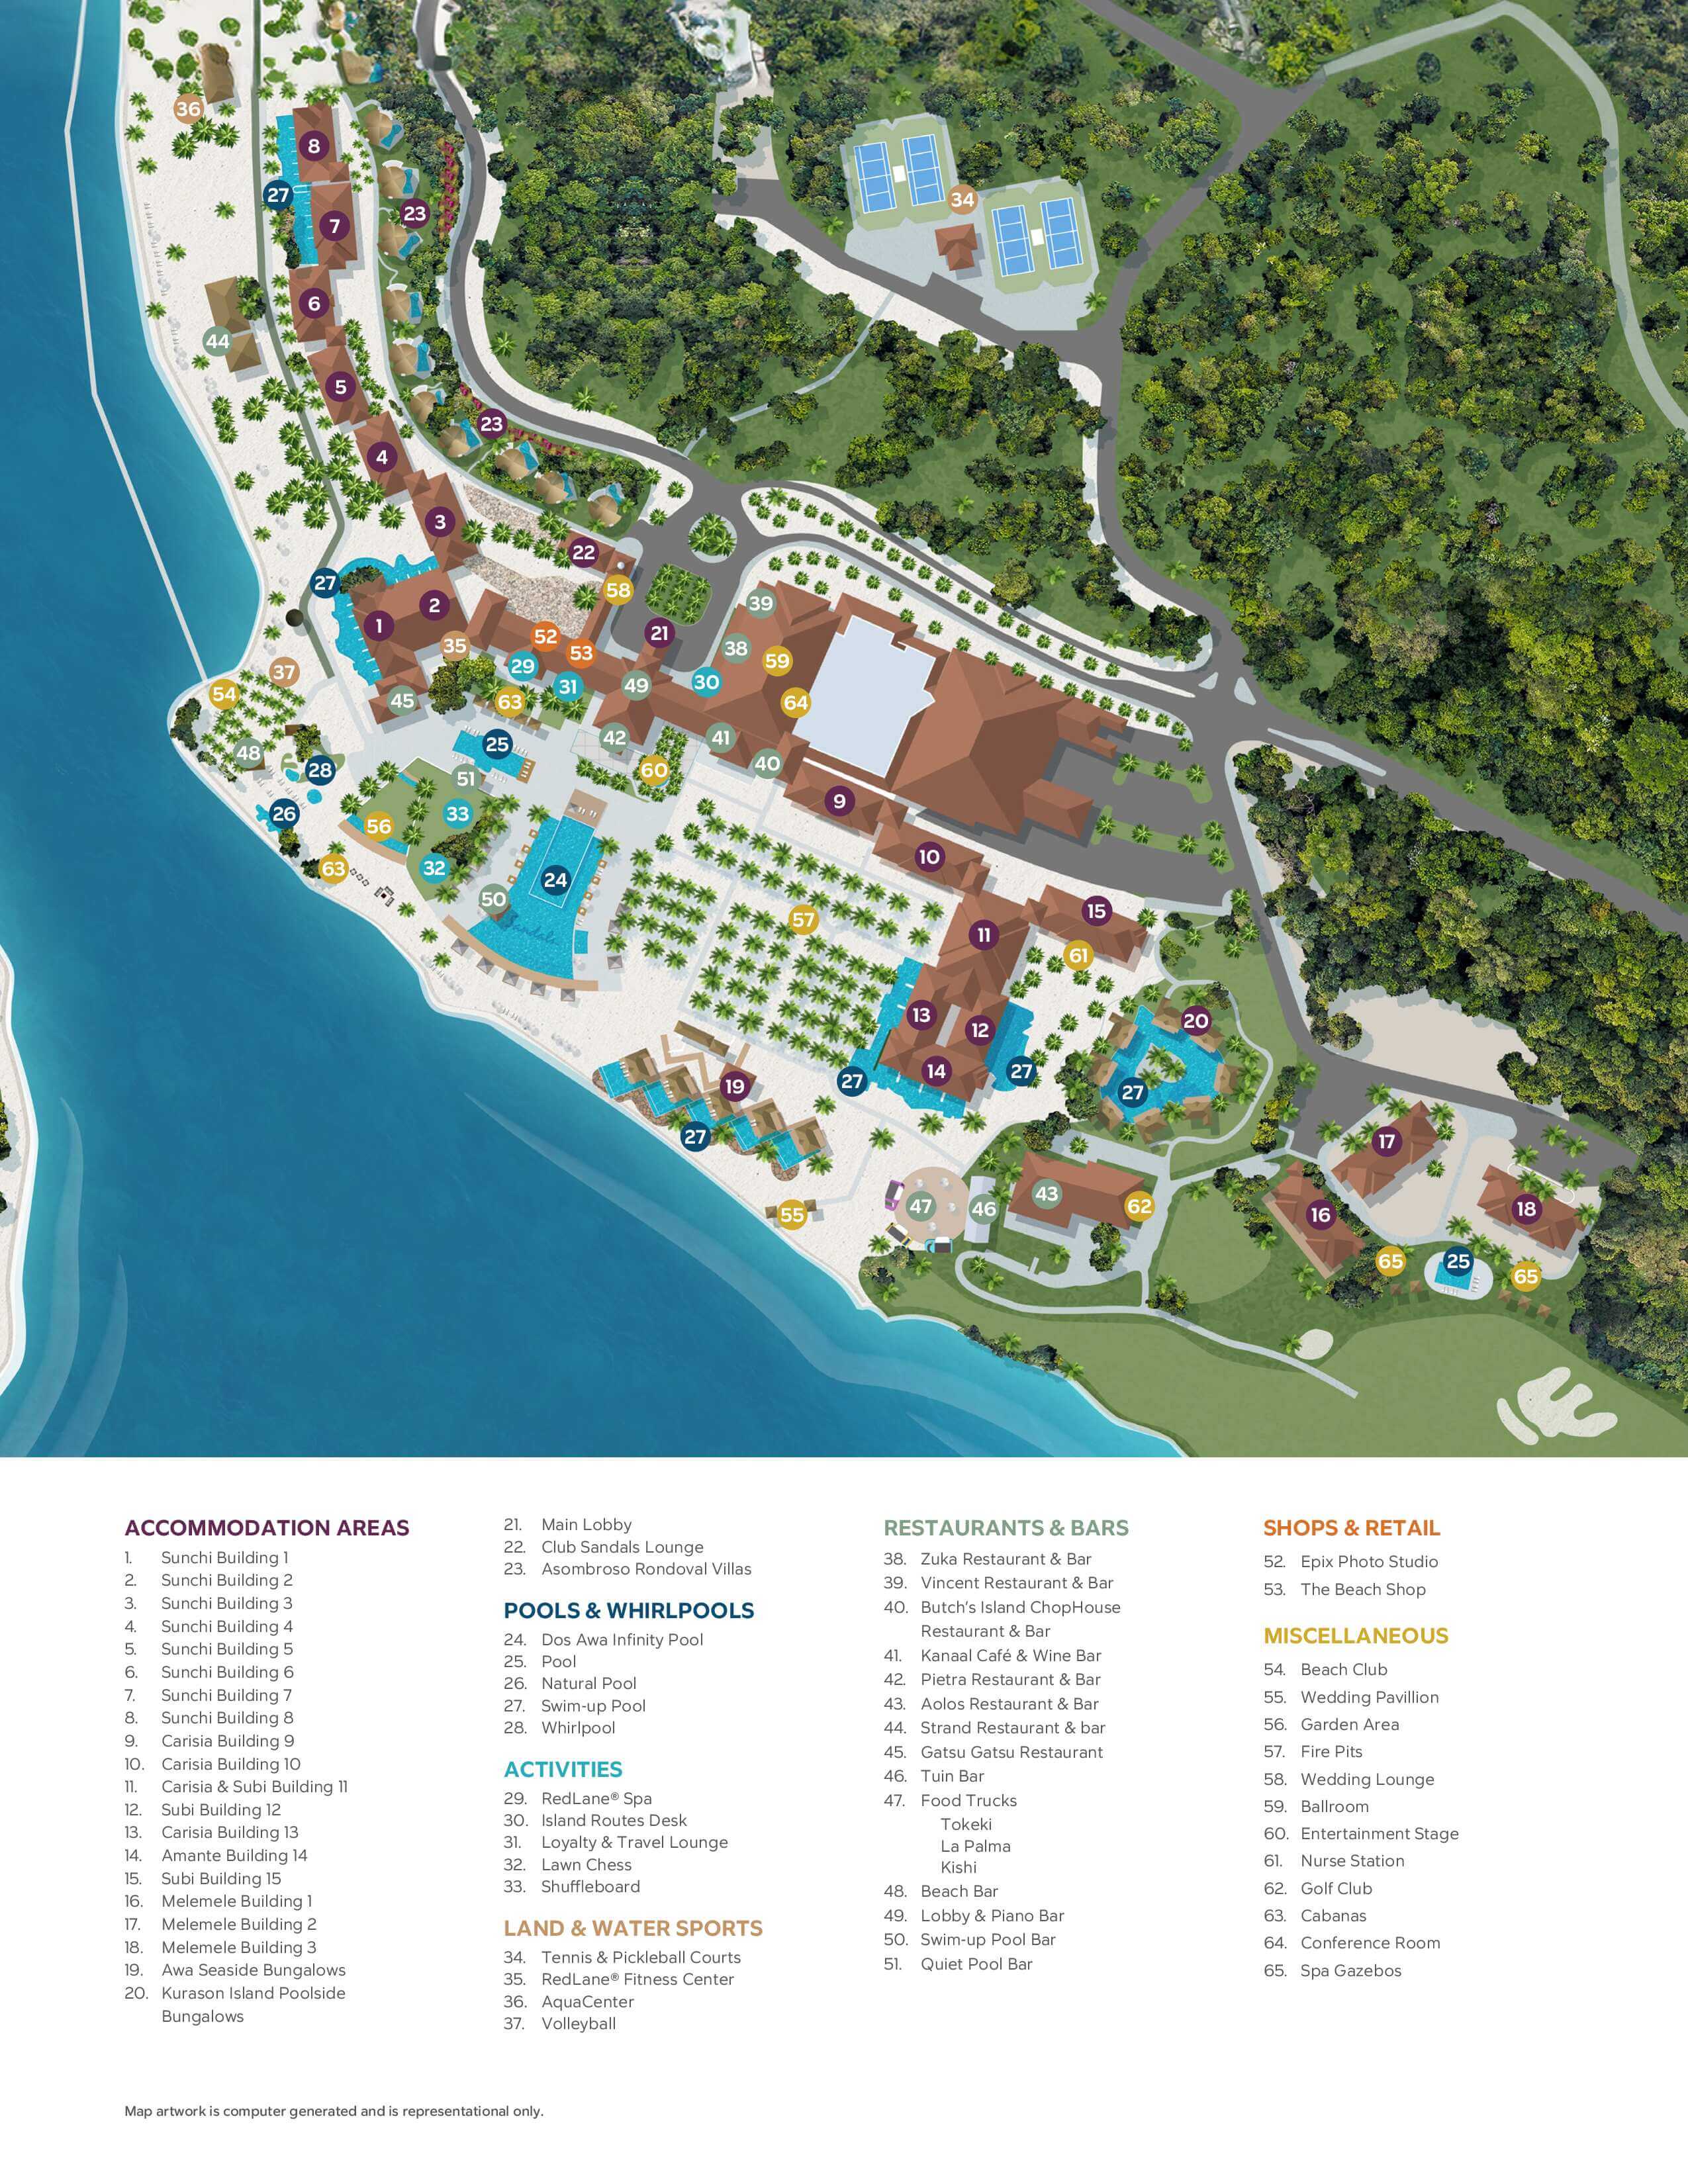 36
8
27
7
23
34
6
44
5
23
4
3
22
27
58
39
2
1
21
52
35
38
53
59
29
37
30
49
31
54
45
63
64
42
41
25
48
40
28
60
51
9
26
33
56
10
63
32
24
50
15
57
11
61
13
20
12
14
27
27
19
27
27
17
43
62
47
46
18
55
16
65
25
65
ACCOMMODATION AREAS
1. Sunchi Building 1
2. Sunchi Building 2
3. Sunchi Building 3
4. Sunchi Building 4
5. Sunchi Building 5
6. Sunchi Building 6
7. Sunchi Building 7
8. Sunchi Building 8
9. Carisia Building 9
10. Carisia Building 10
11. Carisia & Subi Building 11
12. Subi Building 12
13. Carisia Building 13
14. Amante Building 14
15. Subi Building 15
16. Melemele Building 1
17. Melemele Building 2
18. Melemele Building 3
19. Awa Seaside Bungalows
20. Kurason Island Poolside
Bungalows
21. Main Lobby
22. Club Sandals Lounge
23. Asombroso Rondoval Villas
POOLS & WHIRLPOOLS
24. Dos Awa Infinity Pool
25. Pool
26. Natural Pool
27. Swim-up Pool
28. Whirlpool
ACTIVITIES
29. RedLane® Spa
30. Island Routes Desk
31. Loyalty & Travel Lounge
32. Lawn Chess
33. Shuffleboard
LAND & WATER SPORTS
34. Tennis & Pickleball Courts
35. RedLane® Fitness Center
36. AquaCenter
37. Volleyball
RESTAURANTS & BARS
38. Zuka Restaurant & Bar
39. Vincent Restaurant & Bar
40. Butch's Island ChopHouse
Restaurant & Bar
41. Kanaal Café & Wine Bar
42. Pietra Restaurant & Bar
43. Aolos Restaurant & Bar
44. Strand Restaurant & bar
45. Gatsu Gatsu Restaurant
46. Tuin Bar
47. Food Trucks
Tokeki
La Palma
Kishi
48. Beach Bar
49. Lobby & Piano Bar
50. Swim-up Pool Bar
51. Quiet Pool Bar
SHOPS & RETAIL
52. Epix Photo Studio
53. The Beach Shop
MISCELLANEOUS
54. Beach Club
55. Wedding Pavillion
56. Garden Area
57. Fire Pits
58. Wedding Lounge
59. Ballroom
60. Entertainment Stage
61. Nurse Station
62. Golf Club
63. Cabanas
64. Conference Room
65. Spa Gazebos
Map artwork is computer generated and is representational only.